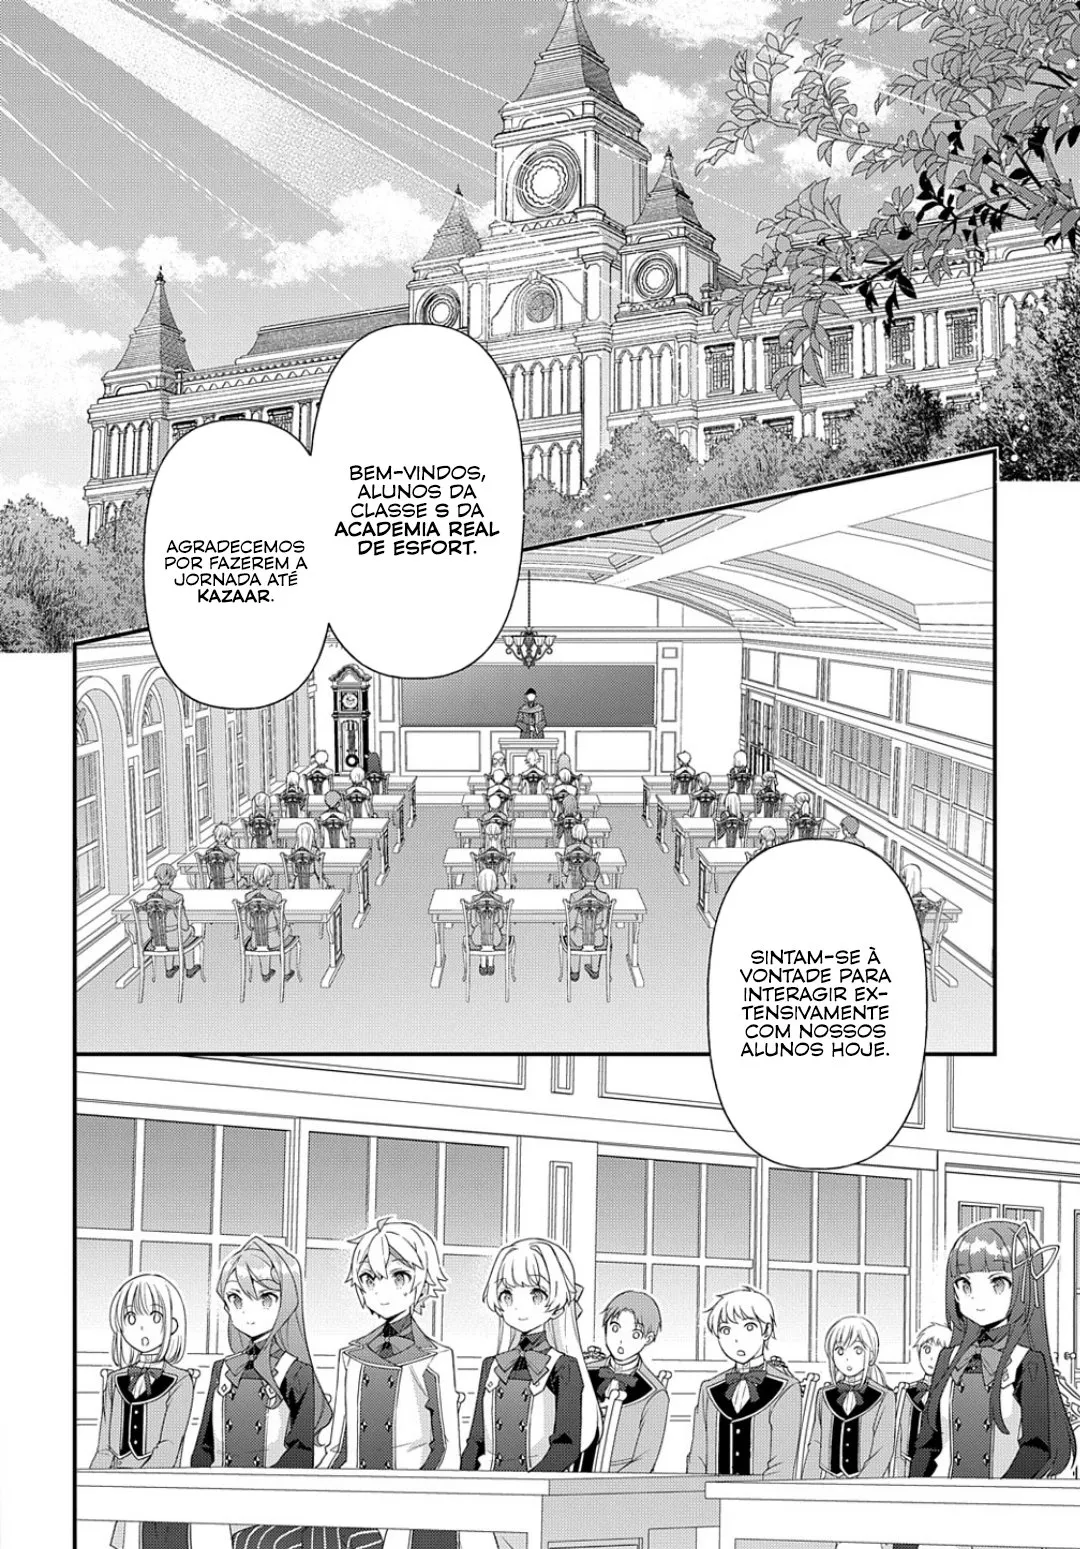 BEM-VINDOS,
ALUNOS DA
CLASSE S DA
ACADEMIA REAL
DE ESFORT.
AGRADECEMOS
POR FAZEREM A
JORNADA ATÉ
KAZAAR.
SINTAM-SE À
VONTADE PARA
INTERAGIR EX-
TENSIVAMENTE
COM NOSSOS
ALUNOS HOJE.